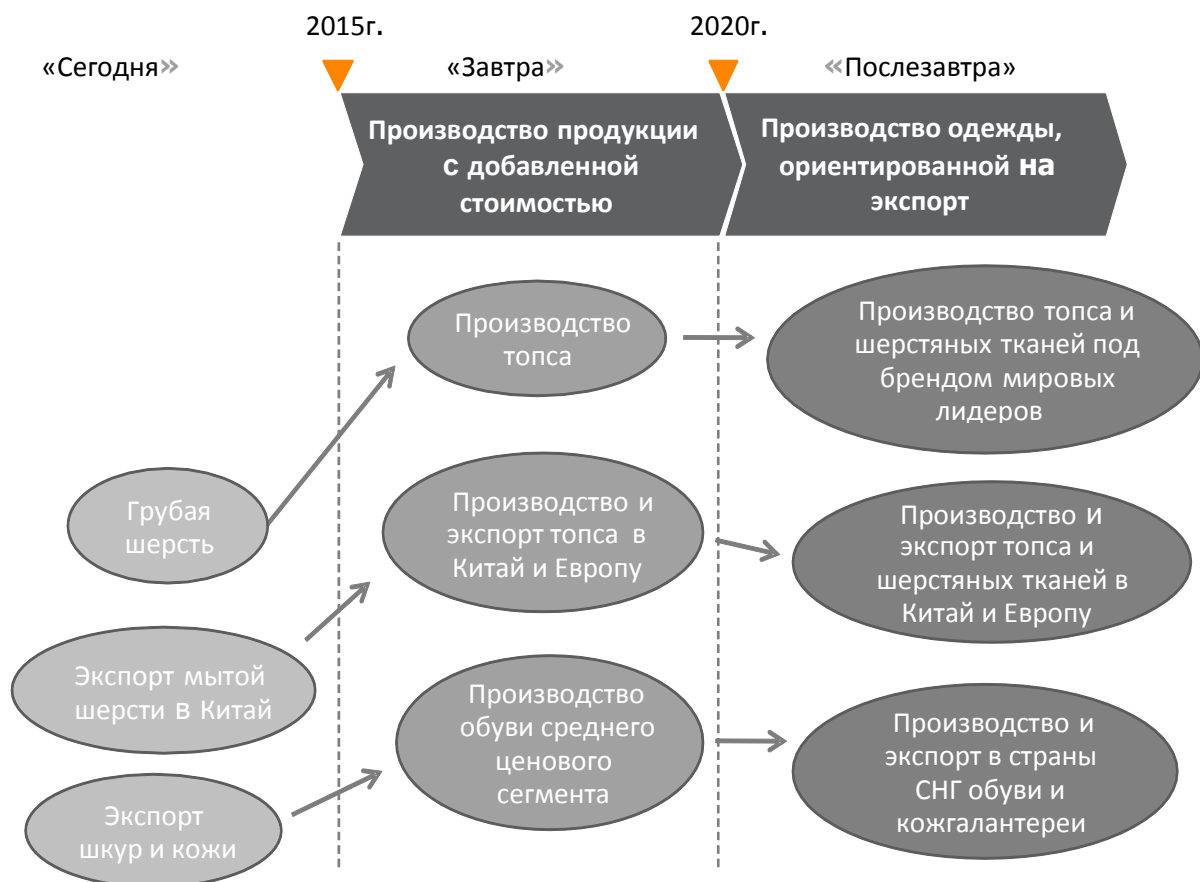 2015г.
2020г.
«Сегодня»
«Завтра»
«Послезавтра»
Производство продукции
с добавленной
стоимостью
Производство одежды,
ориентированной на
экспорт
Производство
топса
Производство топса и
шерстяных тканей под
брендом мировых
лидеров
Грубая
шерсть
Производство и
экспорт топса в
Китай и Европу
Производство и
экспорт топса и
шерстяных тканей в
Китай и Европу
Экспорт мытой
шерсти в Китай
Производство
обуви среднего
ценового
сегмента
Производство и
экспорт в страны
СНГ обуви и
кожгалантереи
Экспорт
шкур и кожи